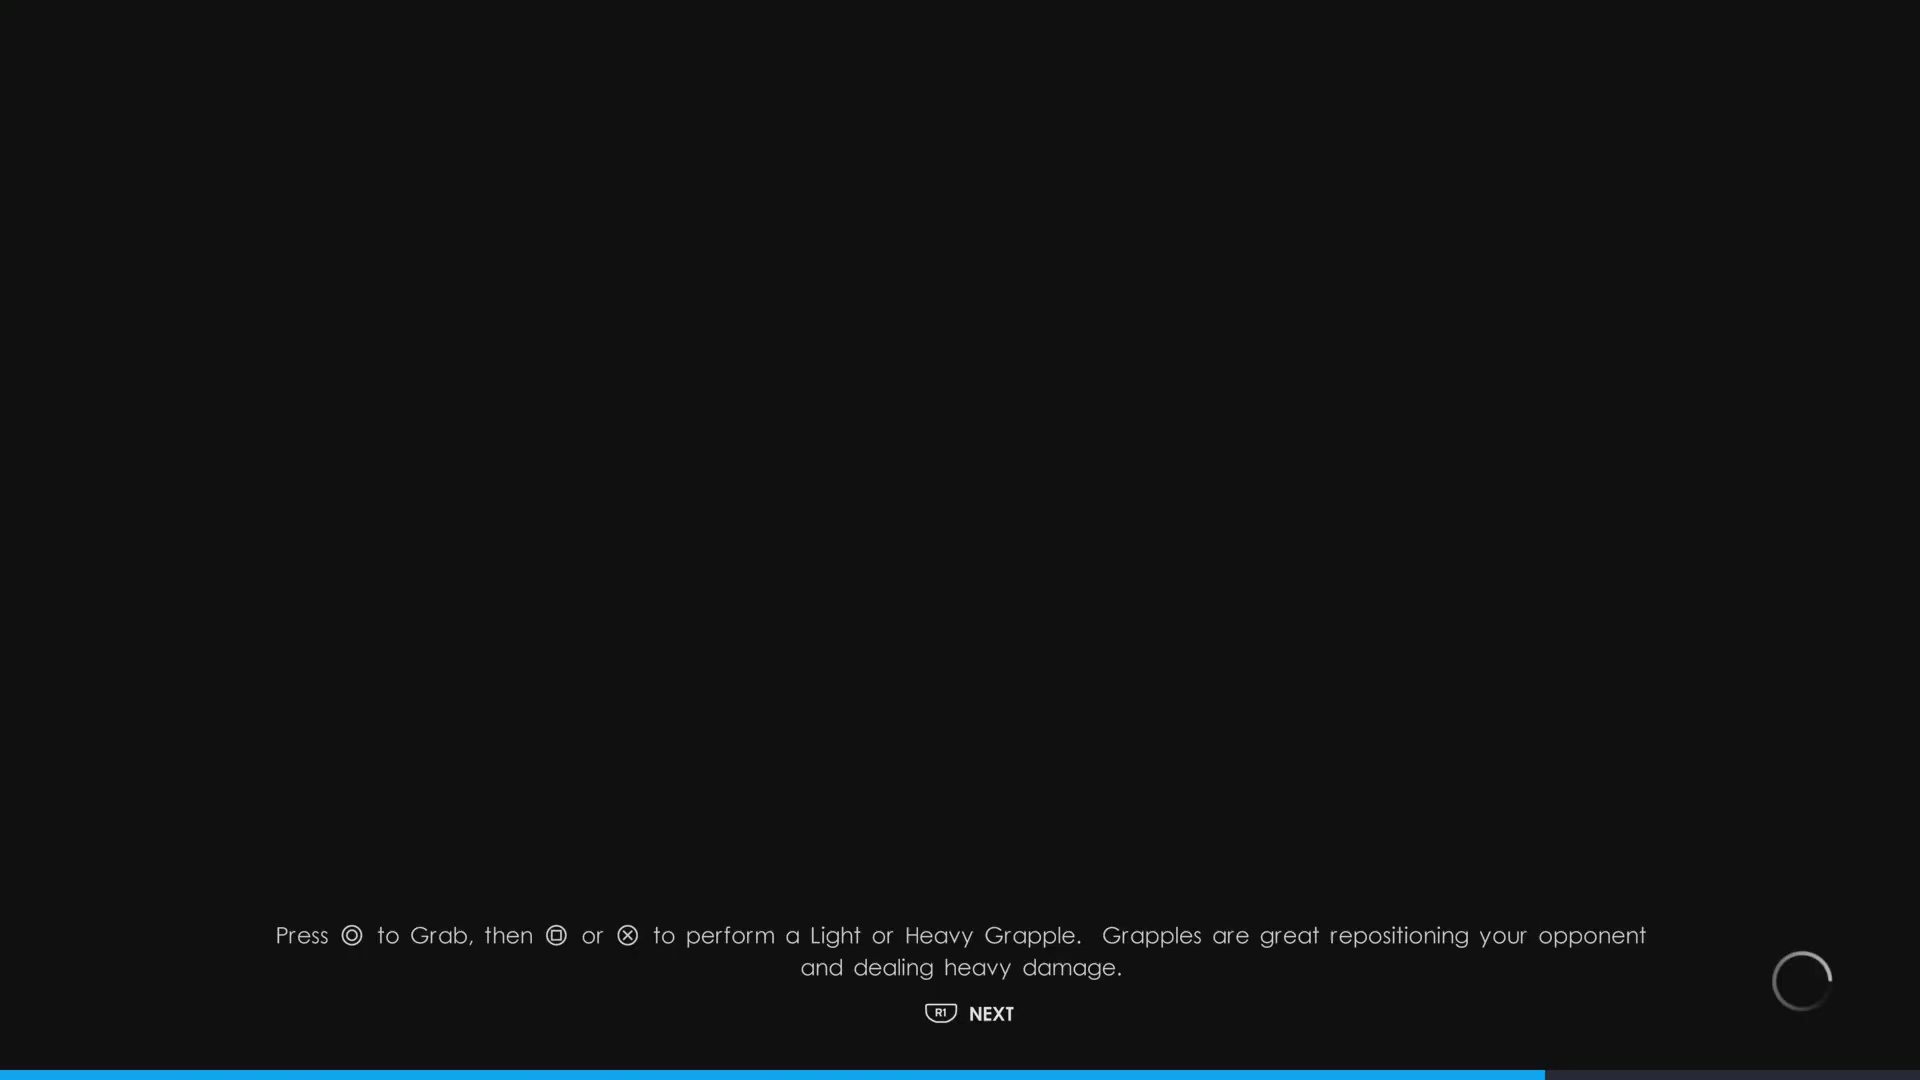 Press ◎ to Grab, then □ or ⊗ to perform a Light or Heavy Grapple.  Grapples are great repositioning your opponent
and dealing heavy damage.
R1 NEXT